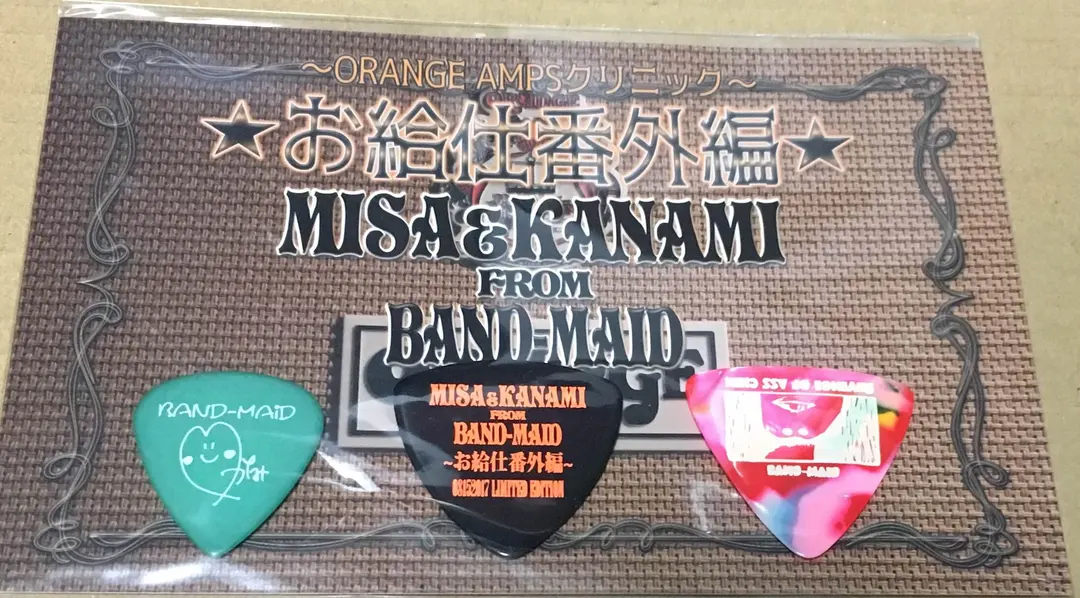 ～ORANGE AMPSクリニック～
★お給仕番外編★
MISA&KANAMI
FROM
BAND-MAID
BAND-MAID
MISA&KANAMI
FROM
BAND-MAID
～お給仕番外編～
08152017 LIMITED EDITION
BAND-MAID